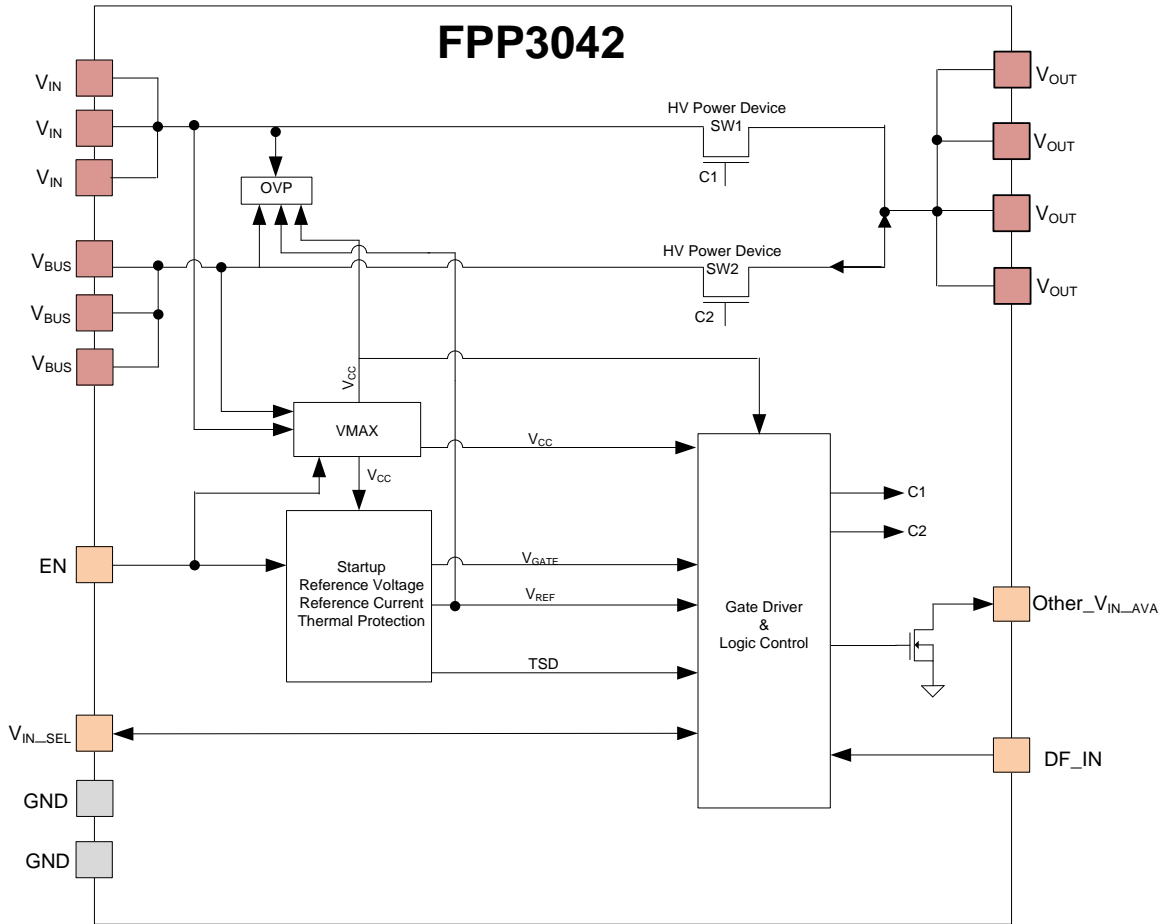 FPP3042
VIN
VIN
VIN
VBUS
VBUS
VBUS
EN
VIN_SEL
GND
GND
OVP
HV Power Device
SW1
C1
HV Power Device
SW2
C2
VCC
VMAX
VCC
VCC
Startup
Reference Voltage
Reference Current
Thermal Protection
VGATE
VREF
TSD
Gate Driver
&
Logic Control
C1
C2
VOUT
VOUT
VOUT
VOUT
Other_VIN_AVA
DF_IN